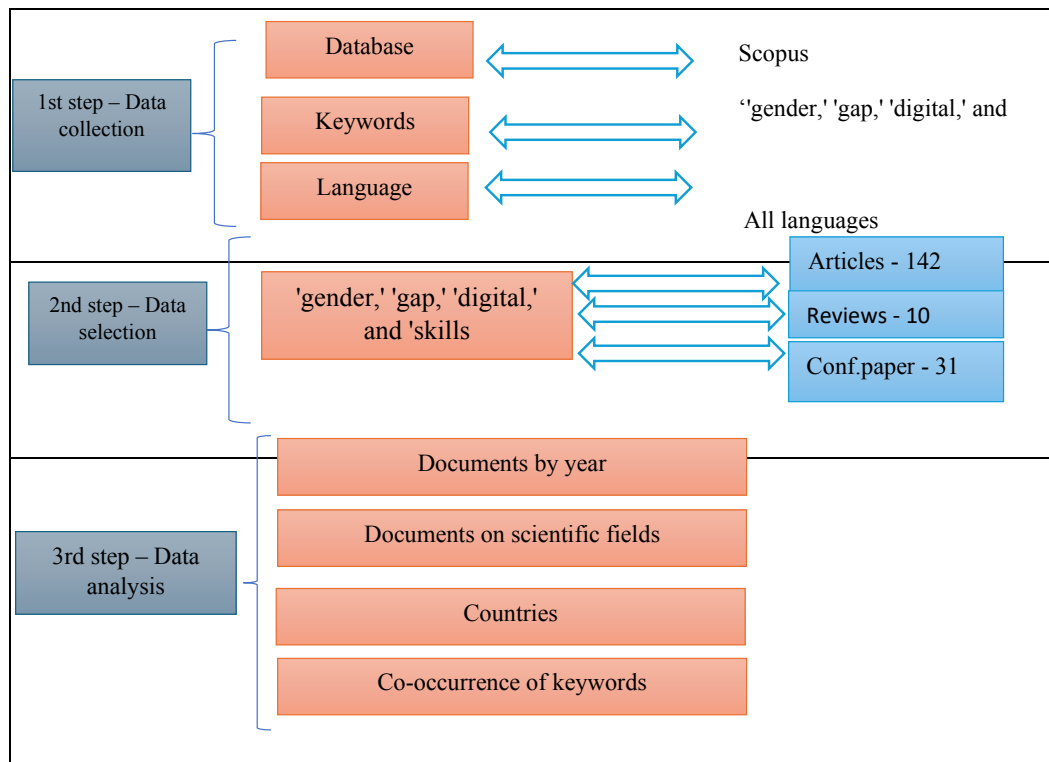 1st step – Data
collection
Database
Scopus
Keywords
‘'gender,' 'gap,' 'digital,' and
Language
All languages
2nd step – Data
selection
'gender,' 'gap,' 'digital,'
and 'skills
Articles - 142
Reviews - 10
Conf.paper - 31
3rd step – Data
analysis
Documents by year
Documents on scientific fields
Countries
Co-occurrence of keywords